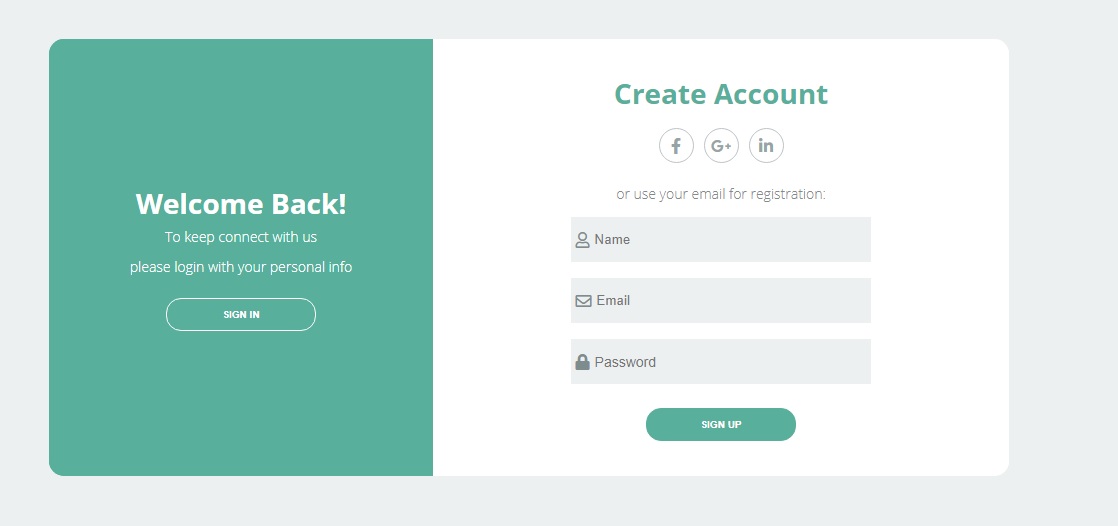 Welcome Back!
To keep connect with us
please login with your personal info
SIGN IN
Create Account
f G+ in
or use your email for registration:
Name
Email
Password
SIGN UP